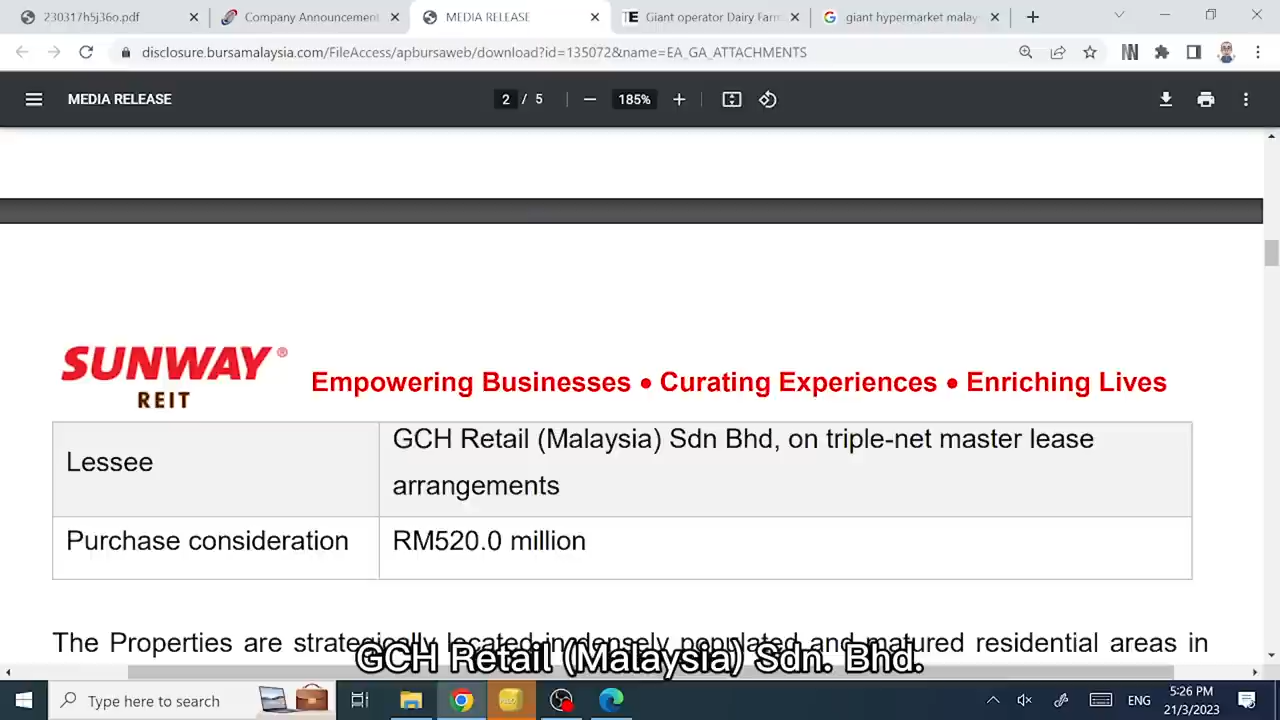 230317h5j36o.pdf
Company Announcement
MEDIA RELEASE
Giant operator Dairy Farm
giant hypermarket malay
disclosure.bursamalaysia.com/FileAccess/apbursaweb/download?id=135072&name=EA_GA_ATTACHMENTS
MEDIA RELEASE
2 / 5
185%
SUNWAY®
REIT
Empowering Businesses • Curating Experiences • Enriching Lives
Lessee
GCH Retail (Malaysia) Sdn Bhd, on triple-net master lease
arrangements
Purchase consideration
RM520.0 million
The Properties are strategically located in densely populated and matured residential areas in
GCH Retail (Malaysia) Sdn. Bhd.
Type here to search
ENG
5:26 PM
21/3/2023